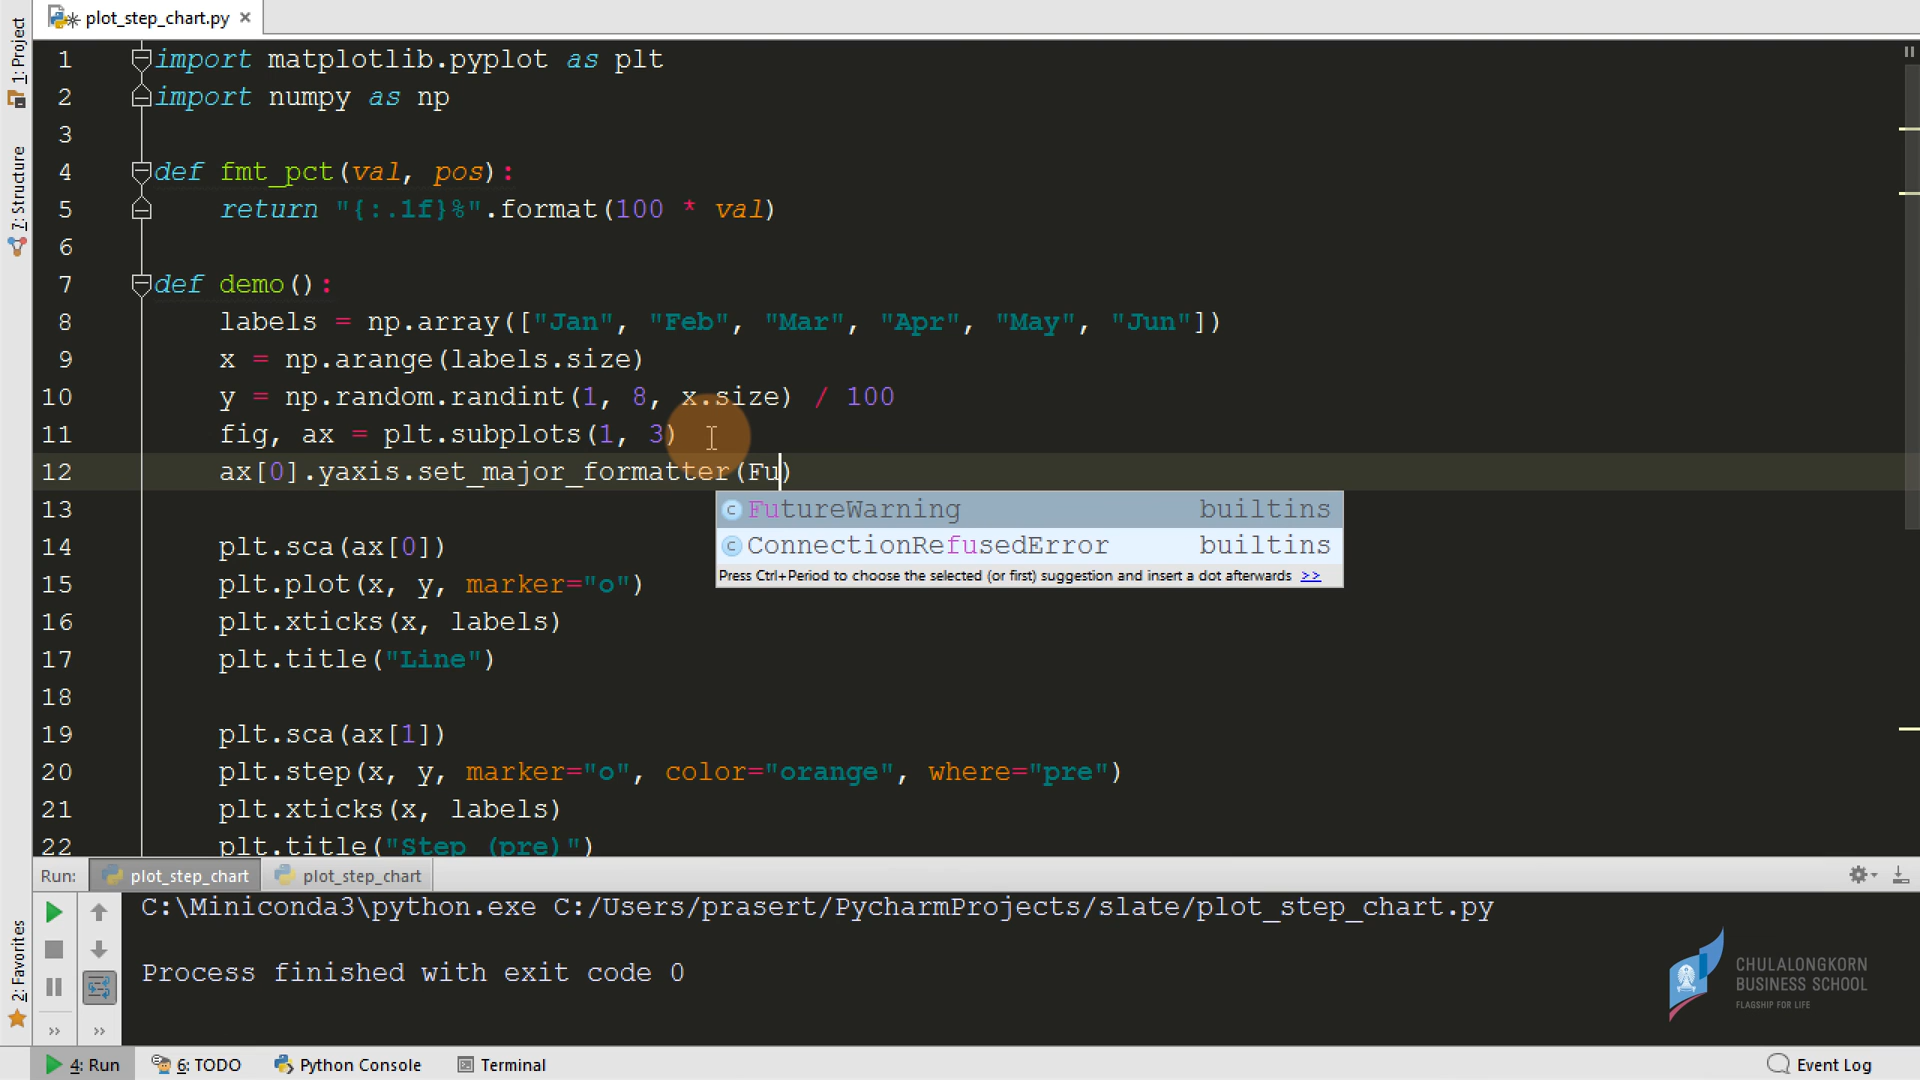 plot_step_chart.py
1: Project
7: Structure
2: Favorites
1 import matplotlib.pyplot as plt
2 import numpy as np
3
4 def fmt_pct(val, pos):
5 return "{:.1f}%".format(100 * val)
6
7 def demo():
8 labels = np.array(["Jan", "Feb", "Mar", "Apr", "May", "Jun"])
9 x = np.arange(labels.size)
10 y = np.random.randint(1, 8, x.size) / 100
11 fig, ax = plt.subplots(1, 3)
12 ax[0].yaxis.set_major_formatter(Fu)
FutureWarning builtins
ConnectionRefusedError builtins
Press Ctrl+Period to choose the selected (or first) suggestion and insert a dot afterwards >>
13
14 plt.sca(ax[0])
15 plt.plot(x, y, marker="o")
16 plt.xticks(x, labels)
17 plt.title("Line")
18
19 plt.sca(ax[1])
20 plt.step(x, y, marker="o", color="orange", where="pre")
21 plt.xticks(x, labels)
22 plt.title("Step (pre)")
Run: plot_step_chart plot_step_chart
C:\Miniconda3\python.exe C:/Users/prasert/PycharmProjects/slate/plot_step_chart.py
Process finished with exit code 0
CHULALONGKORN
BUSINESS SCHOOL
FLAGSHIP FOR LIFE
4: Run 6: TODO Python Console Terminal Event Log